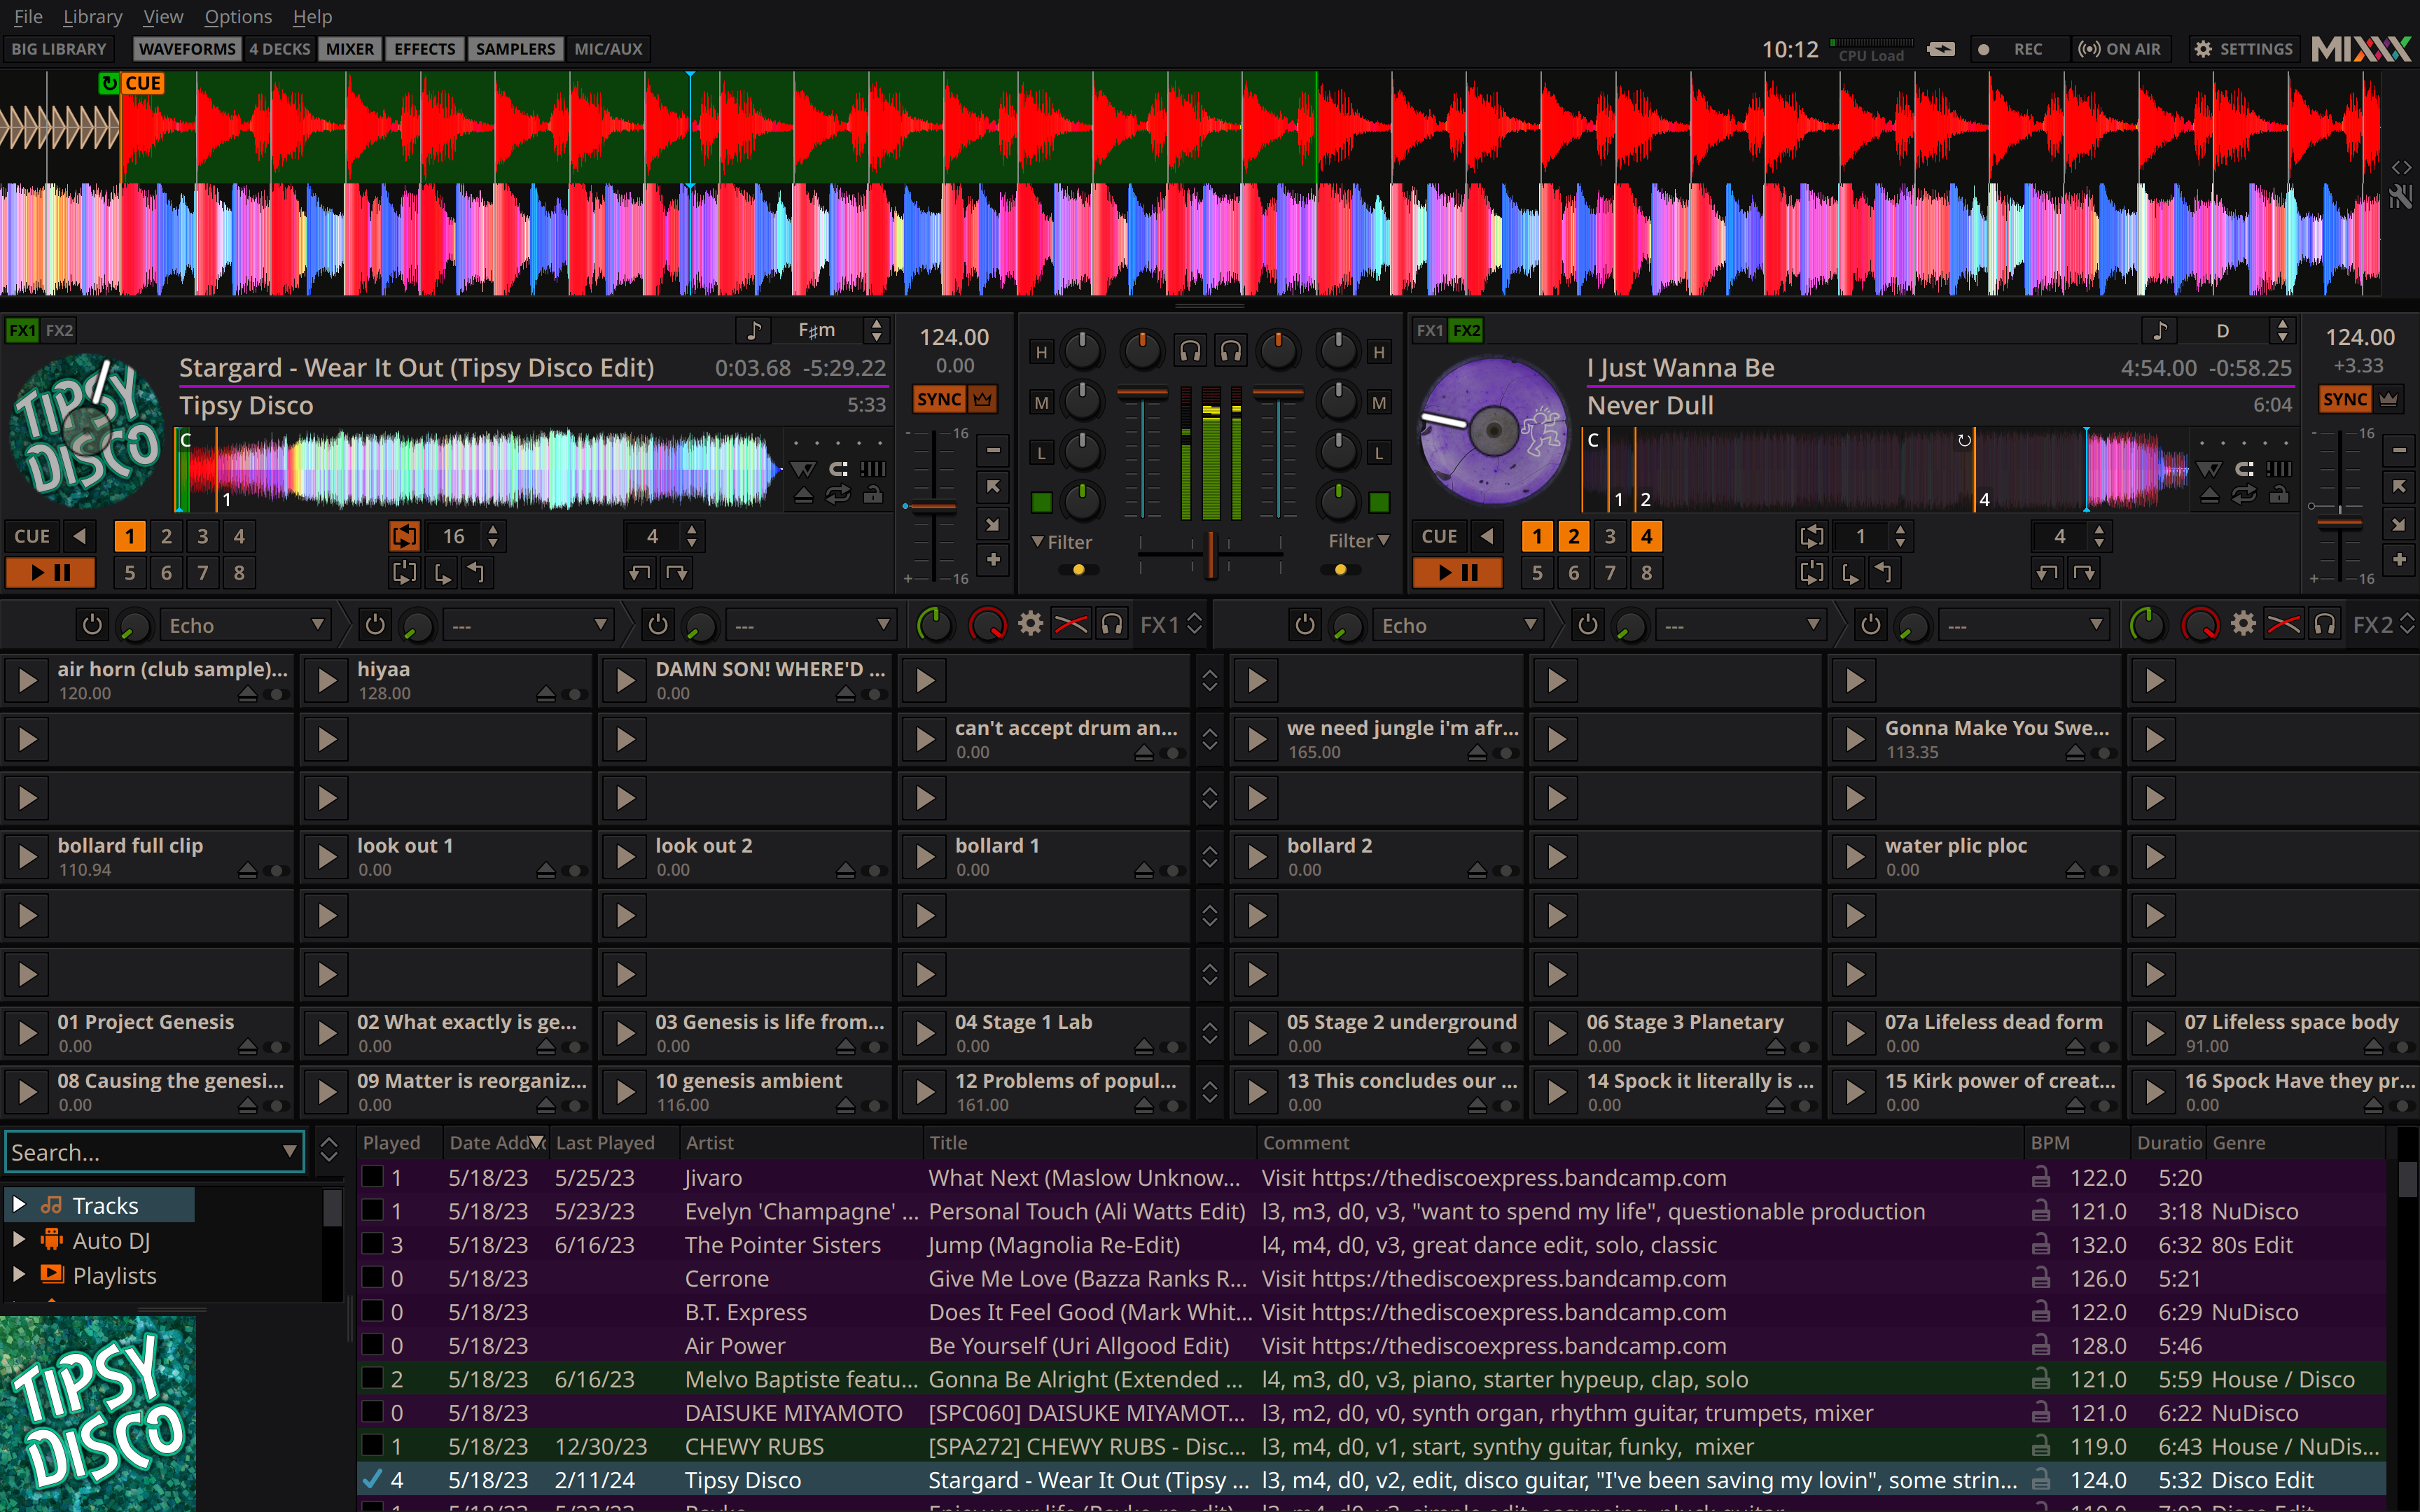 File Library View Options Help
BIG LIBRARY WAVEFORMS 4 DECKS MIXER EFFECTS SAMPLERS MIC/AUX 10:12 CPU Load REC ON AIR SETTINGS MIXXX
CUE
FX1 FX2 F♯m
Stargard - Wear It Out (Tipsy Disco Edit) 0:03.68 -5:29.22
Tipsy Disco 5:33
TIPSY DISCO
C 1
124.00
0.00
SYNC
- 16
+ 16
CUE 1 2 3 4 16 4
5 6 7 8
H H
M M
L L
Filter Filter
FX1 FX2 D
I Just Wanna Be 4:54.00 -0:58.25
Never Dull 6:04
C 1 2 4
124.00
+3.33
SYNC
- 16
+ 16
CUE 1 2 3 4 1 4
5 6 7 8
Echo --- --- FX1 Echo --- --- FX2
air horn (club sample)... hiyaa DAMN SON! WHERE'D ...
120.00 128.00 0.00
can't accept drum an... we need jungle i'm afr... Gonna Make You Swe...
0.00 165.00 113.35
bollard full clip look out 1 look out 2 bollard 1 bollard 2 water plic ploc
110.94 0.00 0.00 0.00 0.00 0.00
01 Project Genesis 02 What exactly is ge... 03 Genesis is life from... 04 Stage 1 Lab 05 Stage 2 underground 06 Stage 3 Planetary 07a Lifeless dead form 07 Lifeless space body
0.00 0.00 0.00 0.00 0.00 0.00 0.00 91.00
08 Causing the genesi... 09 Matter is reorganiz... 10 genesis ambient 12 Problems of popul... 13 This concludes our ... 14 Spock it literally is ... 15 Kirk power of creat... 16 Spock Have they pr...
0.00 0.00 116.00 161.00 0.00 0.00 0.00 0.00
Search...
Tracks
Auto DJ
Playlists
TIPSY DISCO
Played Date Add Last Played Artist Title Comment BPM Duratio Genre
1 5/18/23 5/25/23 Jivaro What Next (Maslow Unknow... Visit https://thediscoexpress.bandcamp.com 122.0 5:20
1 5/18/23 5/23/23 Evelyn 'Champagne' ... Personal Touch (Ali Watts Edit) l3, m3, d0, v3, "want to spend my life", questionable production 121.0 3:18 NuDisco
3 5/18/23 6/16/23 The Pointer Sisters Jump (Magnolia Re-Edit) l4, m4, d0, v3, great dance edit, solo, classic 132.0 6:32 80s Edit
0 5/18/23 Cerrone Give Me Love (Bazza Ranks R... Visit https://thediscoexpress.bandcamp.com 126.0 5:21
0 5/18/23 B.T. Express Does It Feel Good (Mark Whit... Visit https://thediscoexpress.bandcamp.com 122.0 6:29 NuDisco
0 5/18/23 Air Power Be Yourself (Uri Allgood Edit) Visit https://thediscoexpress.bandcamp.com 128.0 5:46
2 5/18/23 6/16/23 Melvo Baptiste featu... Gonna Be Alright (Extended ... l4, m3, d0, v3, piano, starter hypeup, clap, solo 121.0 5:59 House / Disco
0 5/18/23 DAISUKE MIYAMOTO [SPC060] DAISUKE MIYAMOT... l3, m2, d0, v0, synth organ, rhythm guitar, trumpets, mixer 121.0 6:22 NuDisco
1 5/18/23 12/30/23 CHEWY RUBS [SPA272] CHEWY RUBS - Disc... l3, m4, d0, v1, start, synthy guitar, funky, mixer 119.0 6:43 House / NuDis...
4 5/18/23 2/11/24 Tipsy Disco Stargard - Wear It Out (Tipsy ... l3, m4, d0, v2, edit, disco guitar, "I've been saving my lovin", some strin... 124.0 5:32 Disco Edit